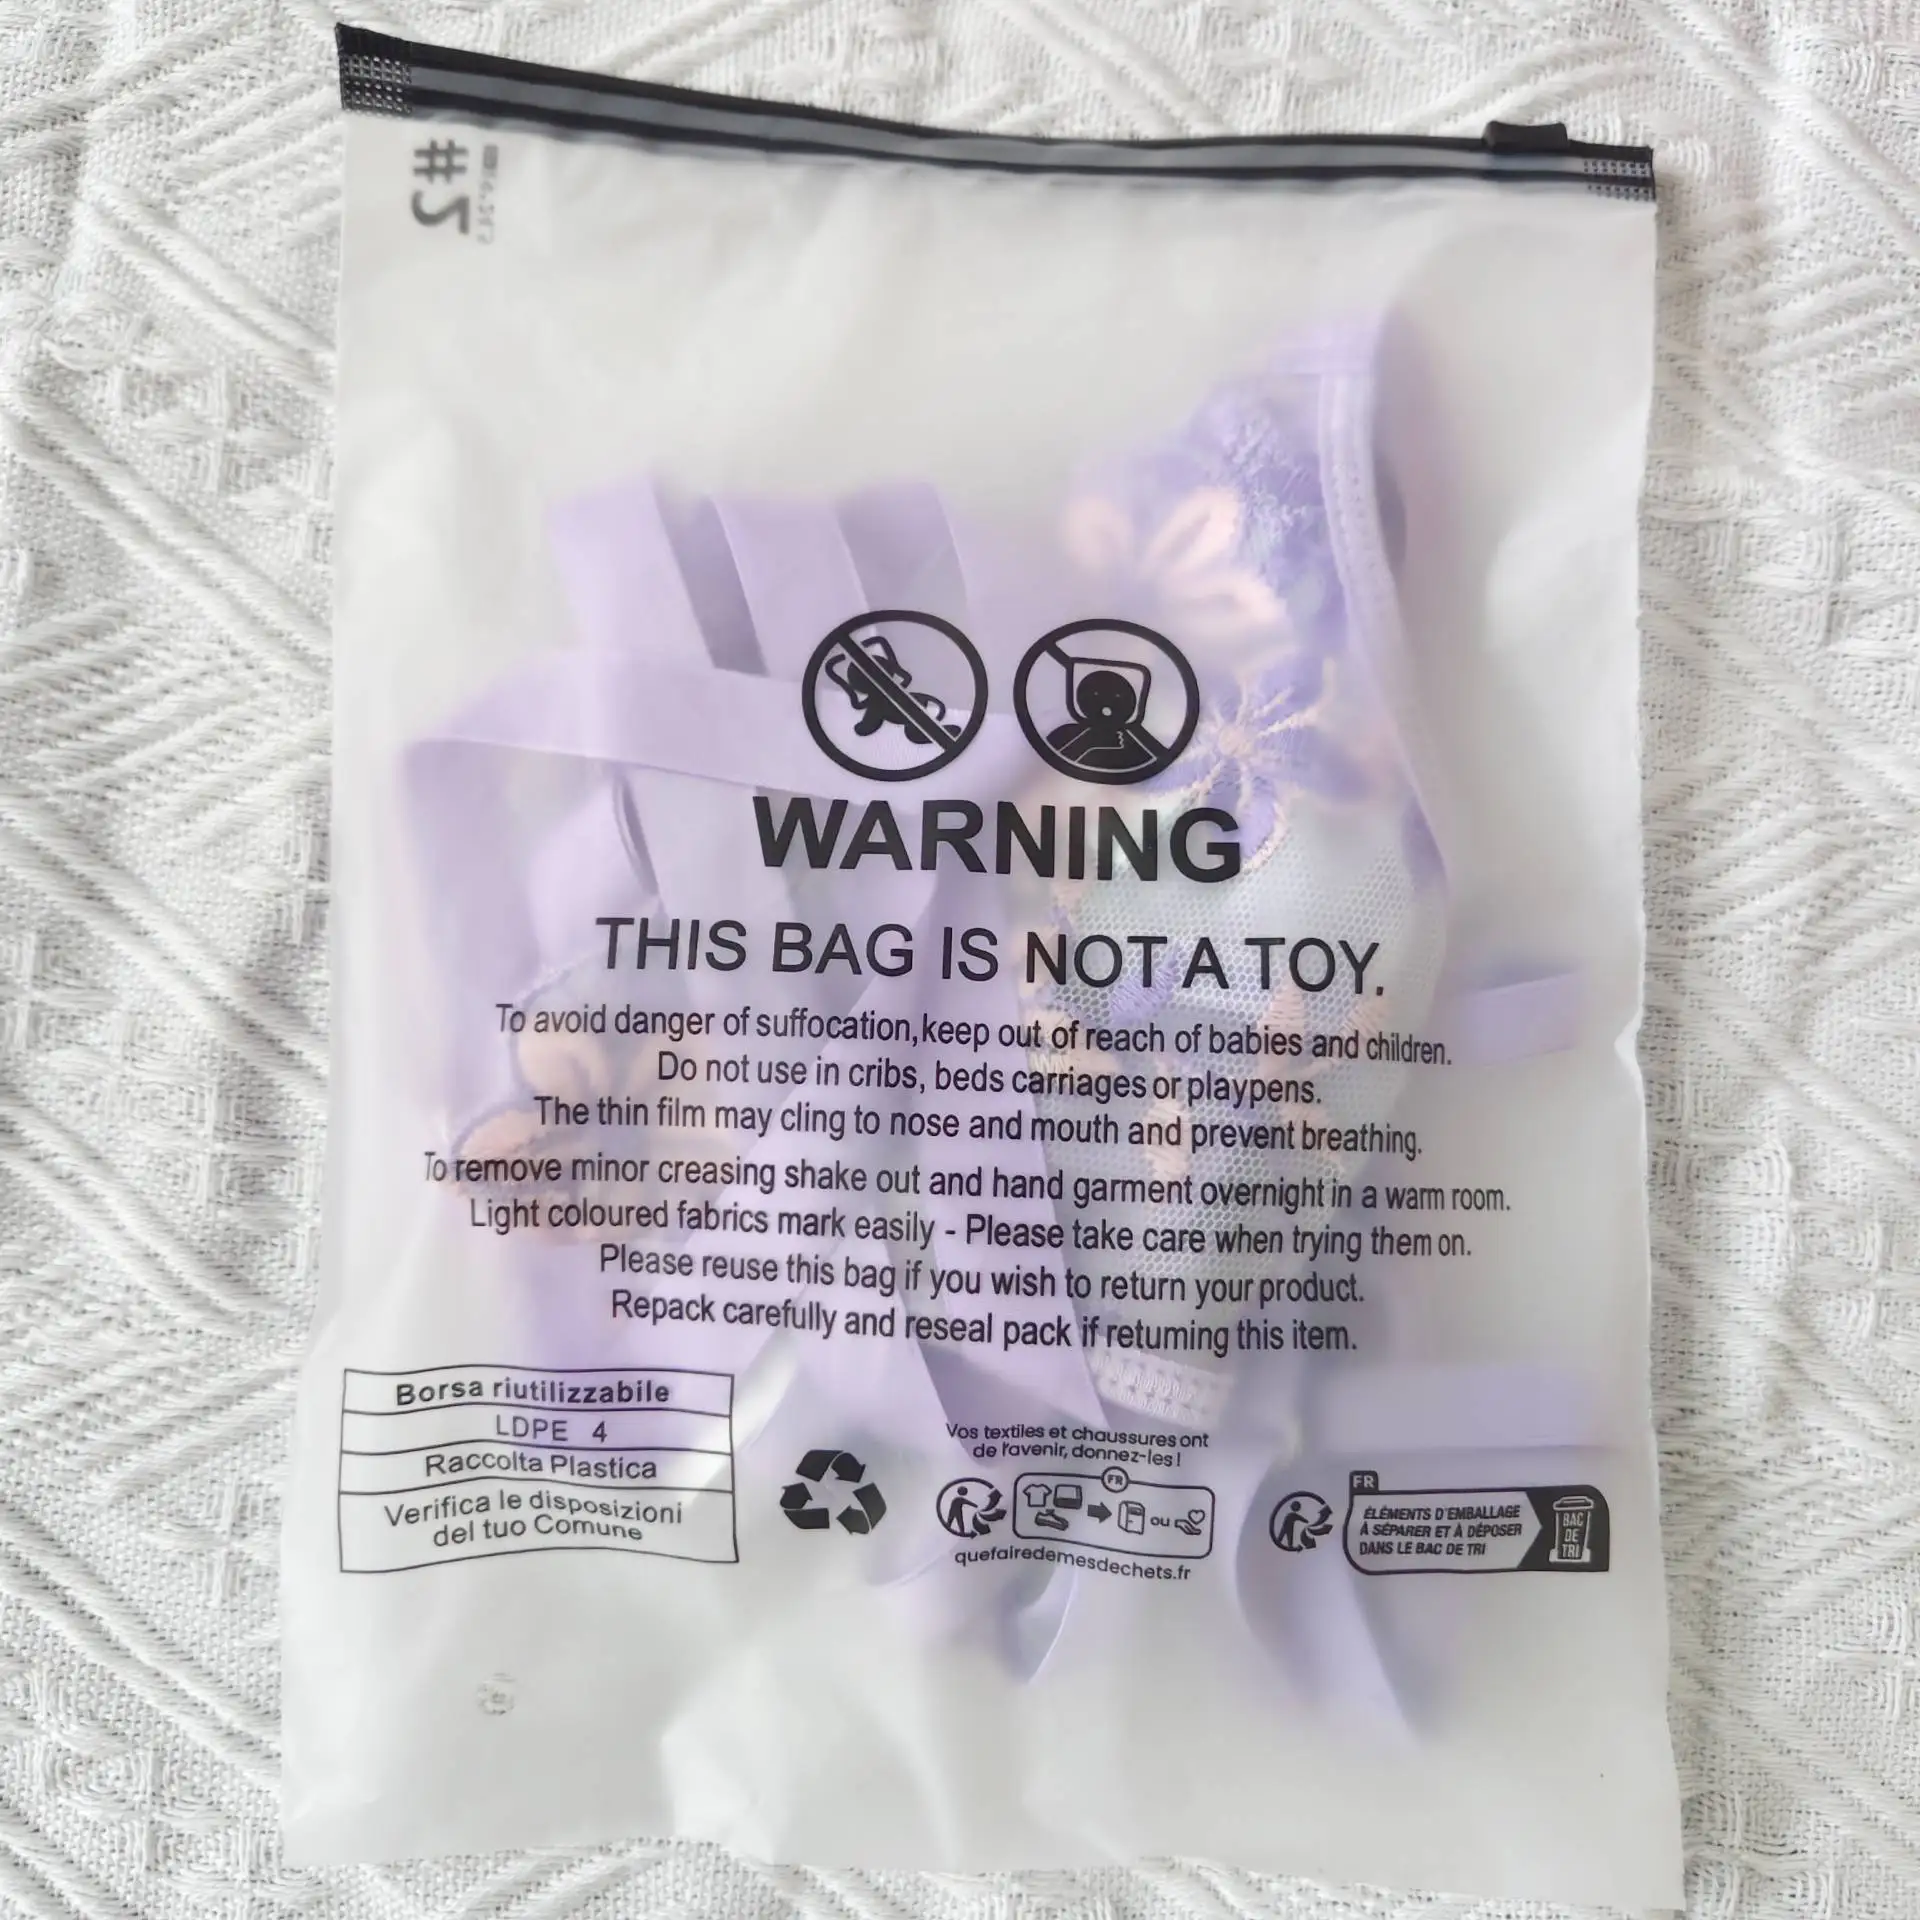 #2
WARNING
THIS BAG IS NOT A TOY.
To avoid danger of suffocation,keep out of reach of babies and children.
Do not use in cribs, beds carriages or playpens.
The thin film may cling to nose and mouth and prevent breathing.
To remove minor creasing shake out and hand garment overnight in a warm room.
Light coloured fabrics mark easily - Please take care when trying them on.
Please reuse this bag if you wish to return your product.
Repack carefully and reseal pack if retuming this item.
Borsa riutilizzabile
LDPE 4
Raccolta Plastica
Verifica le disposizioni
del tuo Comune
Vos textiles et chaussures ont
de l'avenir, donnez-les !
FR
ou
quefairedemesdechets.fr
FR
ÉLÉMENTS D'EMBALLAGE
À SÉPARER ET À DÉPOSER
DANS LE BAC DE TRI
BAC
DE
TRI